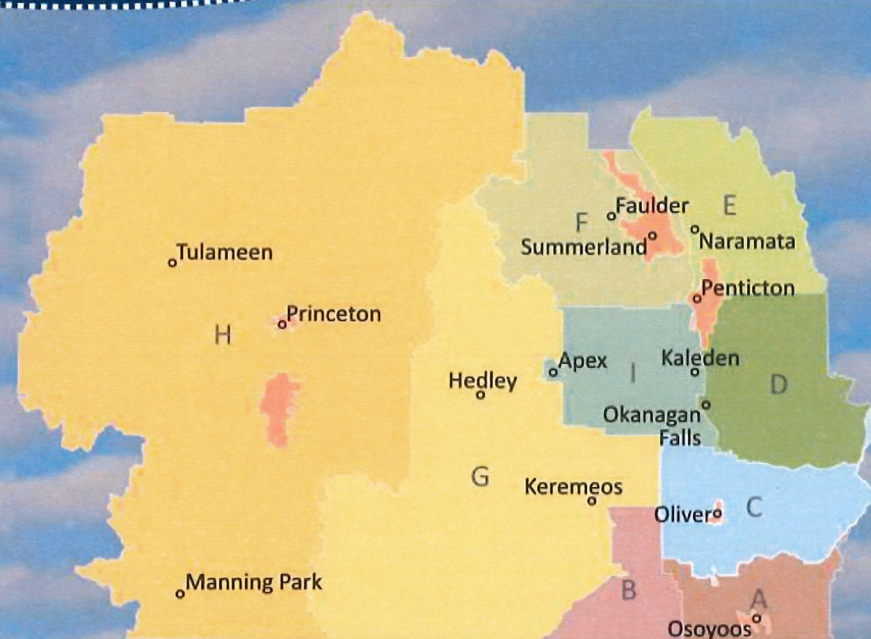 Faulder
E
F
Summerland
Naramata
Tulameen
Penticton
Princeton
H
Apex
Kaleden
I
Hedley
D
Okanagan
Falls
G
Keremeos
Oliver
C
Manning Park
B
A
Osoyoos